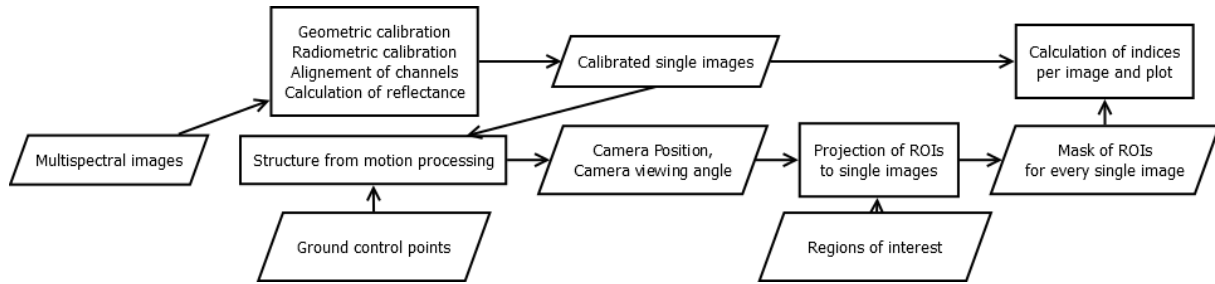 Geometric calibration
Radiometric calibration
Alignement of channels
Calculation of reflectance
Calibrated single images
Calculation of indices
per image and plot
Multispectral images
Structure from motion processing
Camera Position,
Camera viewing angle
Projection of ROIs
to single images
Mask of ROIs
for every single image
Ground control points
Regions of interest